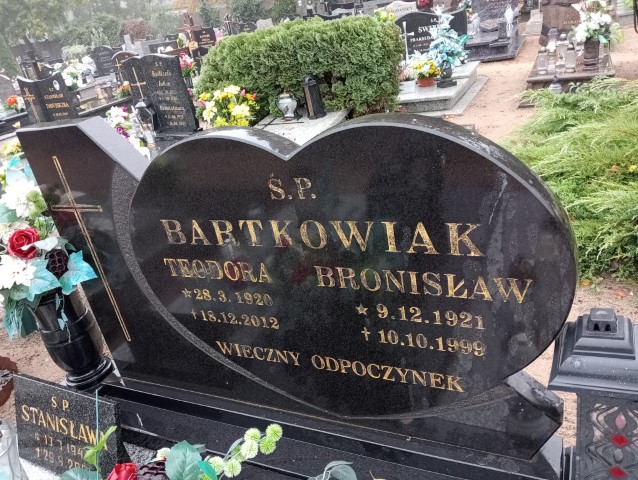 Ś.P.
BARTKOWIAK
TEODORA BRONISŁAW
*28.3.1920 *9.12.1921
†18.12.2012 †10.10.1999
WIECZNY ODPOCZYNEK
Ś.P.
STANISŁAW